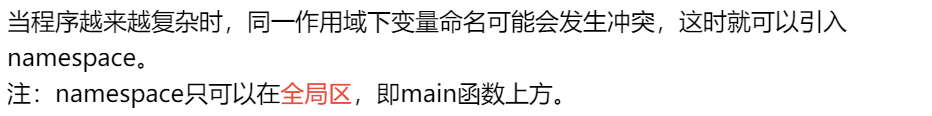 当程序越来越复杂时，同一作用域下变量命名可能会发生冲突，这时就可以引入
namespace。
注：namespace只可以在全局区，即main函数上方。